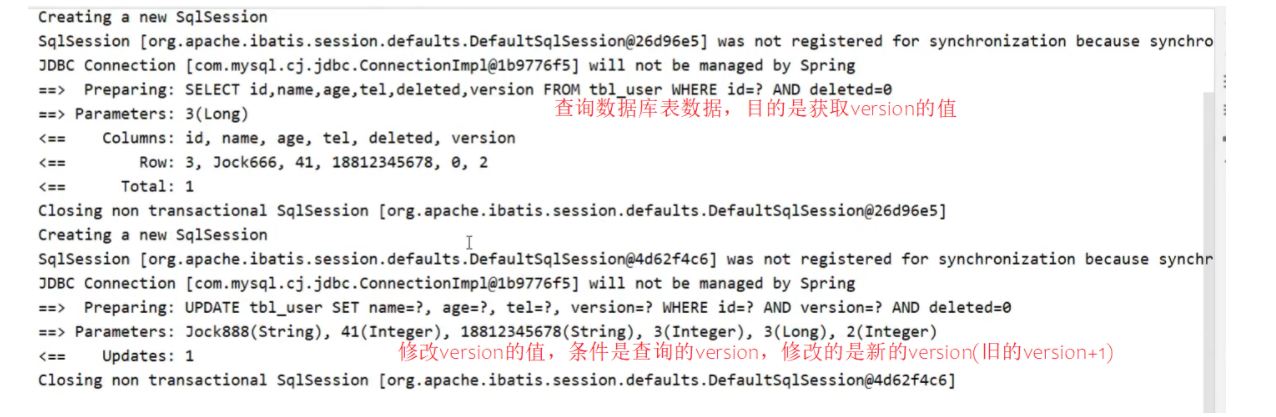 Creating a new SqlSession
SqlSession [org.apache.ibatis.session.defaults.DefaultSqlSession@26d96e5] was not registered for synchronization because synchro
JDBC Connection [com.mysql.cj.jdbc.ConnectionImpl@1b9776f5] will not be managed by Spring
==>  Preparing: SELECT id,name,age,tel,deleted,version FROM tbl_user WHERE id=? AND deleted=0
查询数据库表数据，目的是获取version的值
==> Parameters: 3(Long)
<==    Columns: id, name, age, tel, deleted, version
<==        Row: 3, Jock666, 41, 18812345678, 0, 2
<==      Total: 1
Closing non transactional SqlSession [org.apache.ibatis.session.defaults.DefaultSqlSession@26d96e5]
Creating a new SqlSession
SqlSession [org.apache.ibatis.session.defaults.DefaultSqlSession@4d62f4c6] was not registered for synchronization because synchr
JDBC Connection [com.mysql.cj.jdbc.ConnectionImpl@1b9776f5] will not be managed by Spring
==>  Preparing: UPDATE tbl_user SET name=?, age=?, tel=?, version=? WHERE id=? AND version=? AND deleted=0
==> Parameters: Jock888(String), 41(Integer), 18812345678(String), 3(Integer), 3(Long), 2(Integer)
<==    Updates: 1
修改version的值，条件是查询的version，修改的是新的version(旧的version+1)
Closing non transactional SqlSession [org.apache.ibatis.session.defaults.DefaultSqlSession@4d62f4c6]